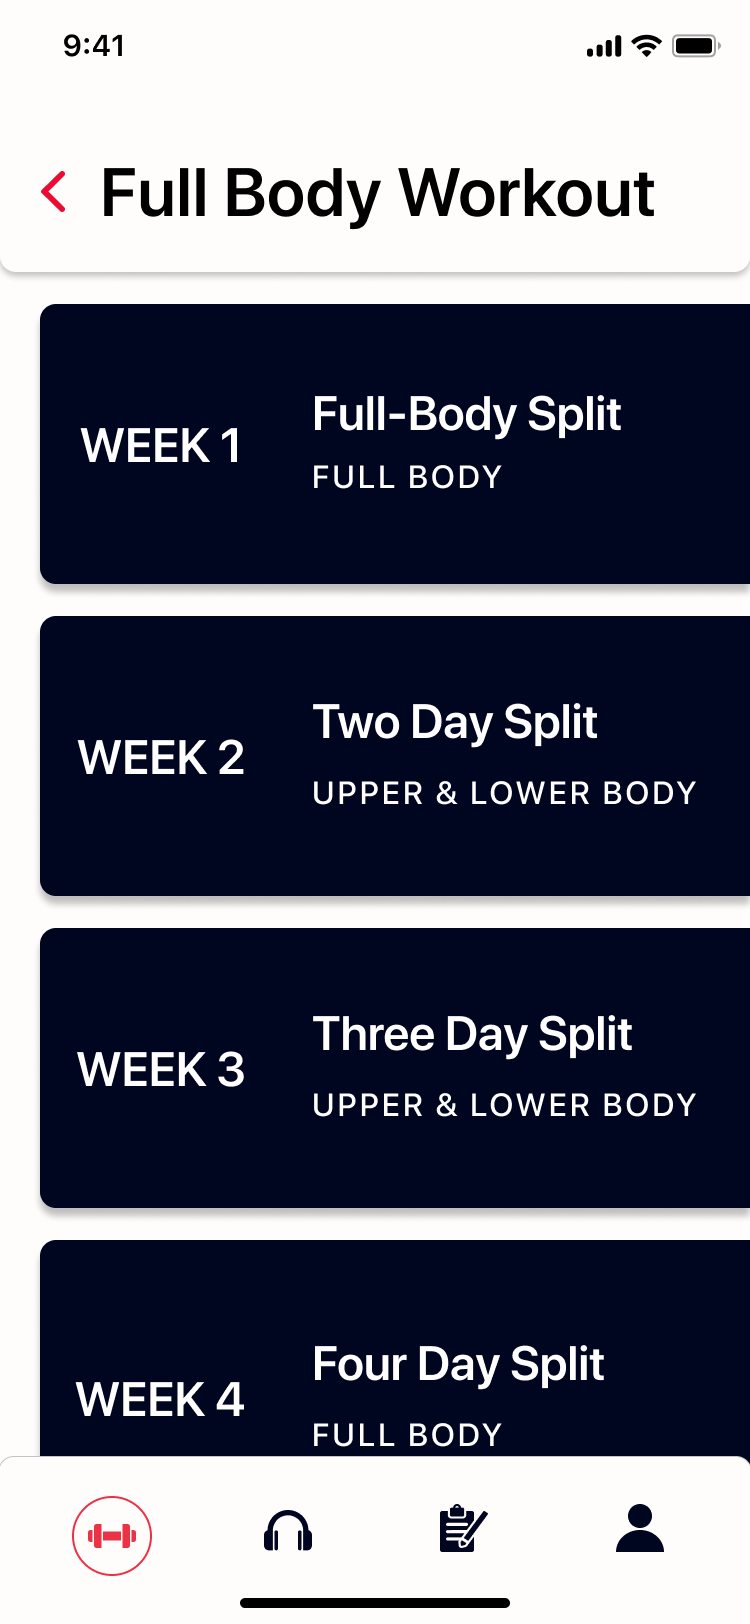 9:41
Full Body Workout
WEEK 1
Full-Body Split
FULL BODY
WEEK 2
Two Day Split
UPPER & LOWER BODY
WEEK 3
Three Day Split
UPPER & LOWER BODY
WEEK 4
Four Day Split
FULL BODY